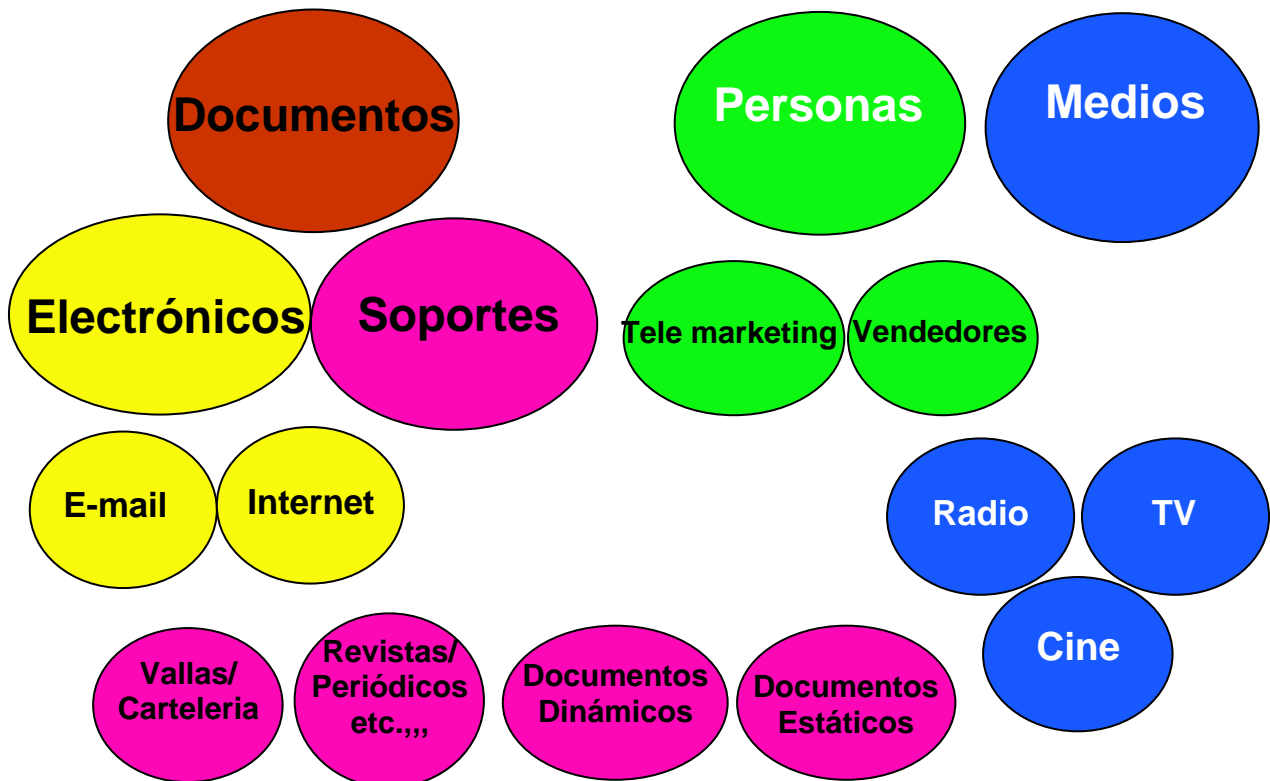 Documentos
Personas
Medios
Electrónicos
Soportes
Tele marketing
Vendedores
E-mail
Internet
Radio
TV
Cine
Vallas/
Carteleria
Revistas/
Periódicos
etc.,,,
Documentos
Dinámicos
Documentos
Estáticos